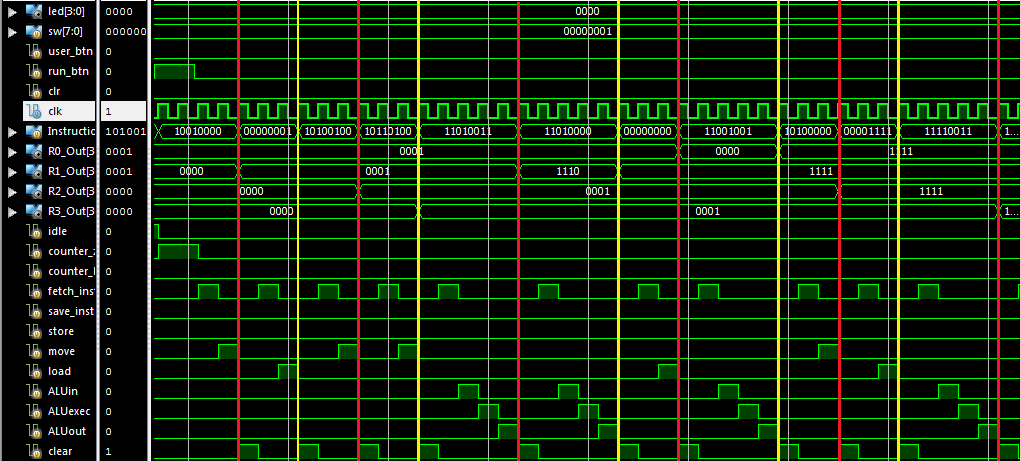 led[3:0] 0000 0000
sw[7:0] 000000 00000001
user_btn 0
run_btn 0
clr 0
clk 1
Instructic 101001 10010000 00000001 10100100 10110100 11010011 11010000 00000000 11001001 10100000 00001111 11110011 1...
R0_Out[3 0001 0001 0000 1111
R1_Out[3 0001 0000 0001 1110 1111
R2_Out[3 0000 0000 0001 1111
R3_Out[3 0000 0000 0001 1...
idle 0
counter_z 0
counter_l 0
fetch_inst 0
save_inst 0
store 0
move 0
load 0
ALUin 0
ALUexec 0
ALUout 0
clear 1